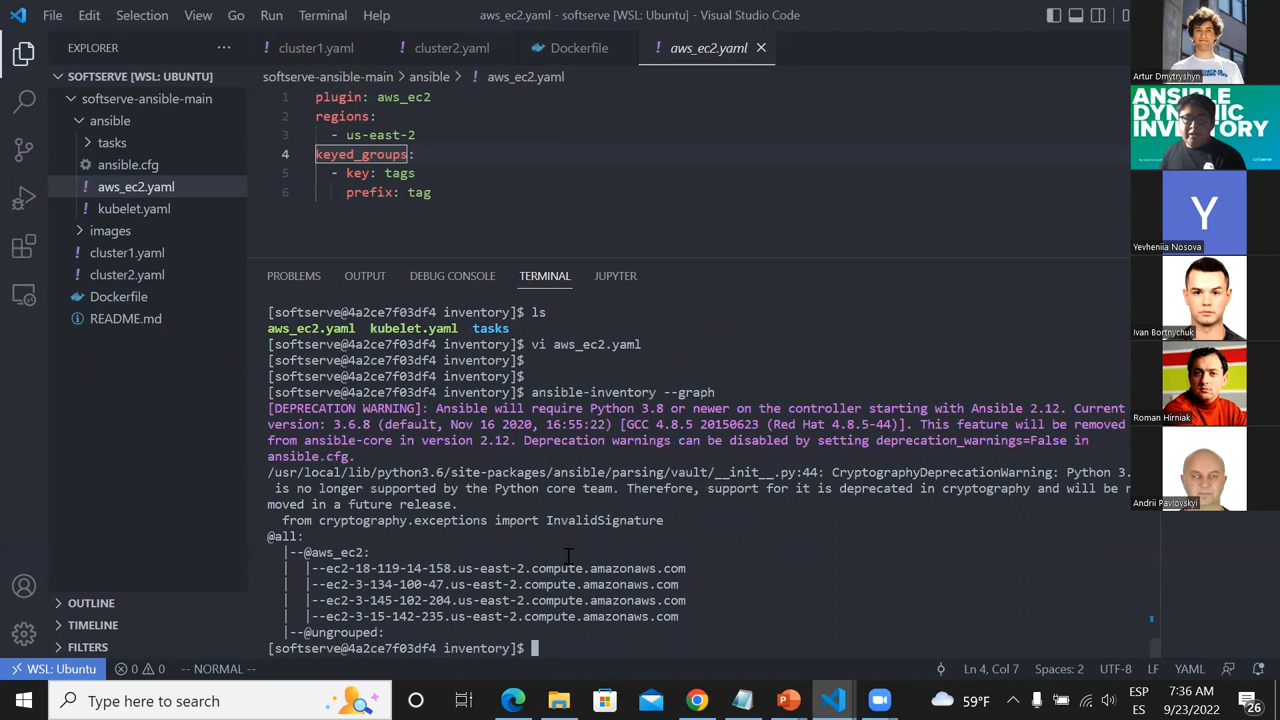 File Edit Selection View Go Run Terminal Help
aws_ec2.yaml - softserve [WSL: Ubuntu] - Visual Studio Code
EXPLORER ...
SOFTSERVE [WSL: UBUNTU]
softserve-ansible-main
ansible
tasks
ansible.cfg
! aws_ec2.yaml
! kubelet.yaml
images
! cluster1.yaml
! cluster2.yaml
Dockerfile
README.md
OUTLINE
TIMELINE
FILTERS
! cluster1.yaml ! cluster2.yaml Dockerfile ! aws_ec2.yaml
softserve-ansible-main > ansible > ! aws_ec2.yaml
1 plugin: aws_ec2
2 regions:
3 - us-east-2
4 keyed_groups:
5 - key: tags
6 prefix: tag
PROBLEMS OUTPUT DEBUG CONSOLE TERMINAL JUPYTER
[softserve@4a2ce7f03df4 inventory]$ ls
aws_ec2.yaml kubelet.yaml tasks
[softserve@4a2ce7f03df4 inventory]$ vi aws_ec2.yaml
[softserve@4a2ce7f03df4 inventory]$
[softserve@4a2ce7f03df4 inventory]$
[softserve@4a2ce7f03df4 inventory]$ ansible-inventory --graph
[DEPRECATION WARNING]: Ansible will require Python 3.8 or newer on the controller starting with Ansible 2.12. Current
version: 3.6.8 (default, Nov 16 2020, 16:55:22) [GCC 4.8.5 20150623 (Red Hat 4.8.5-44)]. This feature will be removed
from ansible-core in version 2.12. Deprecation warnings can be disabled by setting deprecation_warnings=False in
ansible.cfg.
/usr/local/lib/python3.6/site-packages/ansible/parsing/vault/__init__.py:44: CryptographyDeprecationWarning: Python 3.
is no longer supported by the Python core team. Therefore, support for it is deprecated in cryptography and will be r
moved in a future release.
from cryptography.exceptions import InvalidSignature
@all:
|--@aws_ec2:
| |--ec2-18-119-14-158.us-east-2.compute.amazonaws.com
| |--ec2-3-134-100-47.us-east-2.compute.amazonaws.com
| |--ec2-3-145-102-204.us-east-2.compute.amazonaws.com
| |--ec2-3-15-142-235.us-east-2.compute.amazonaws.com
|--@ungrouped:
[softserve@4a2ce7f03df4 inventory]$
WSL: Ubuntu 0 0 -- NORMAL -- Ln 4, Col 7 Spaces: 2 UTF-8 LF YAML
Type here to search
59°F
ESP
ES
7:36 AM
9/23/2022
26
Artur Dmytryshyn
ANSIBLE
DYNAMIC
INVENTORY
softserve
Y
Yevheniia Nosova
Ivan Bortnychuk
Roman Hirniak
Andrii Pavlovskyi